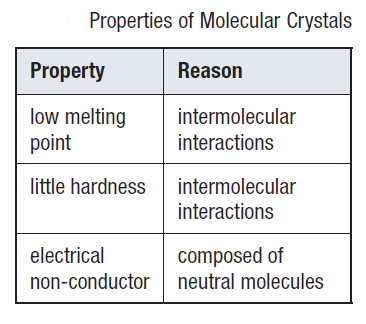 Properties of Molecular Crystals
Property
Reason
low melting
point
intermolecular
interactions
little hardness
intermolecular
interactions
electrical
non-conductor
composed of
neutral molecules